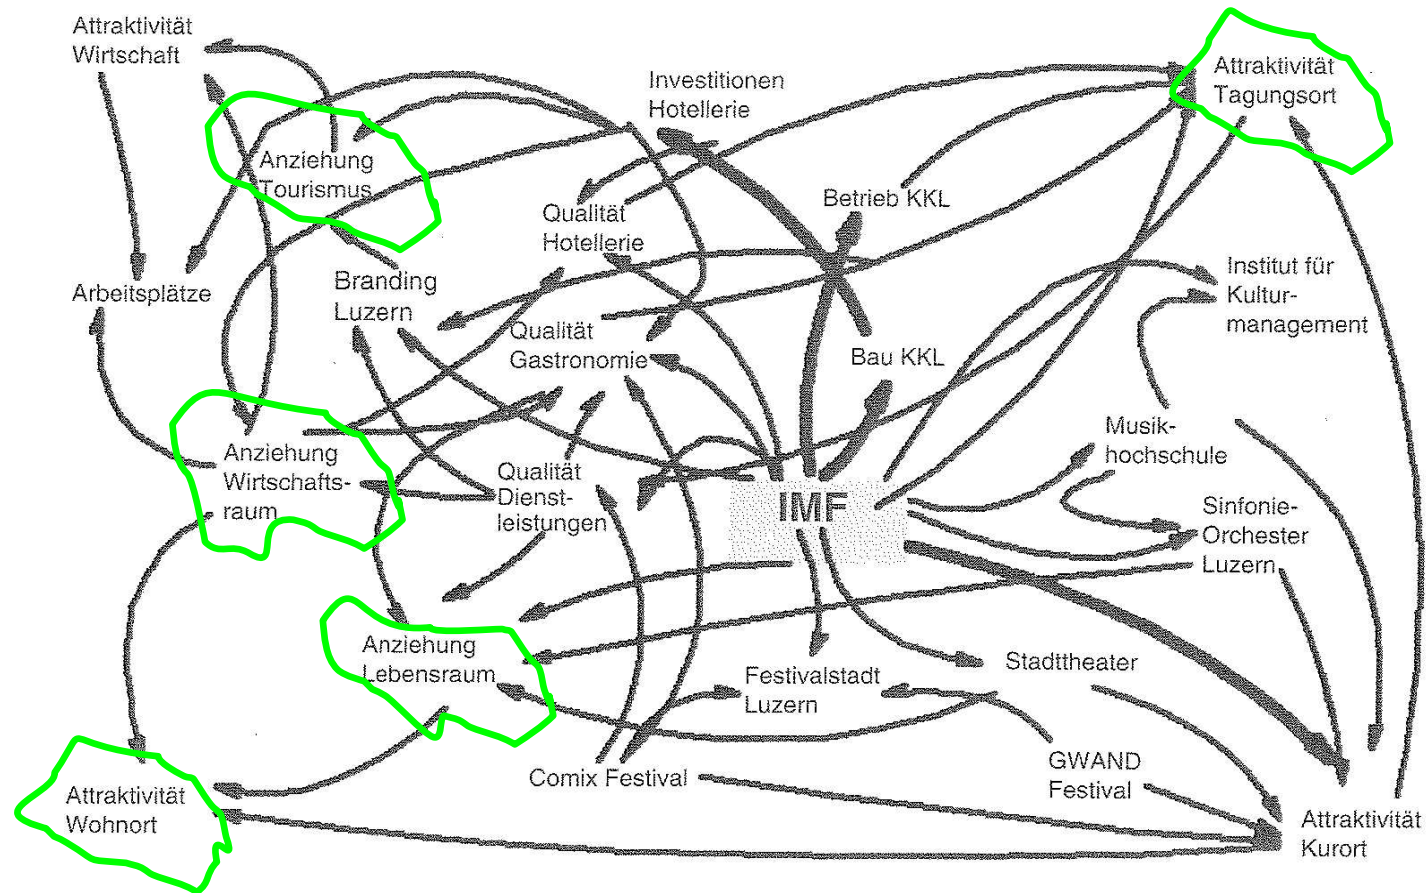 Attraktivität
Wirtschaft
Investitionen
Hotellerie
Attraktivität
Tagungsort
Anziehung
Tourismus
Qualität
Hotellerie
Betrieb KKL
Branding
Luzern
Arbeitsplätze
Institut für
Kultur-
management
Qualität
Gastronomie
Bau KKL
Anziehung
Wirtschafts-
raum
Qualität
Dienst-
leistungen
IMF
Musik-
hochschule
Sinfonie-
Orchester
Luzern
Anziehung
Lebensraum
Festivalstadt
Luzern
Stadttheater
Comix Festival
GWAND
Festival
Attraktivität
Wohnort
Attraktivität
Kurort